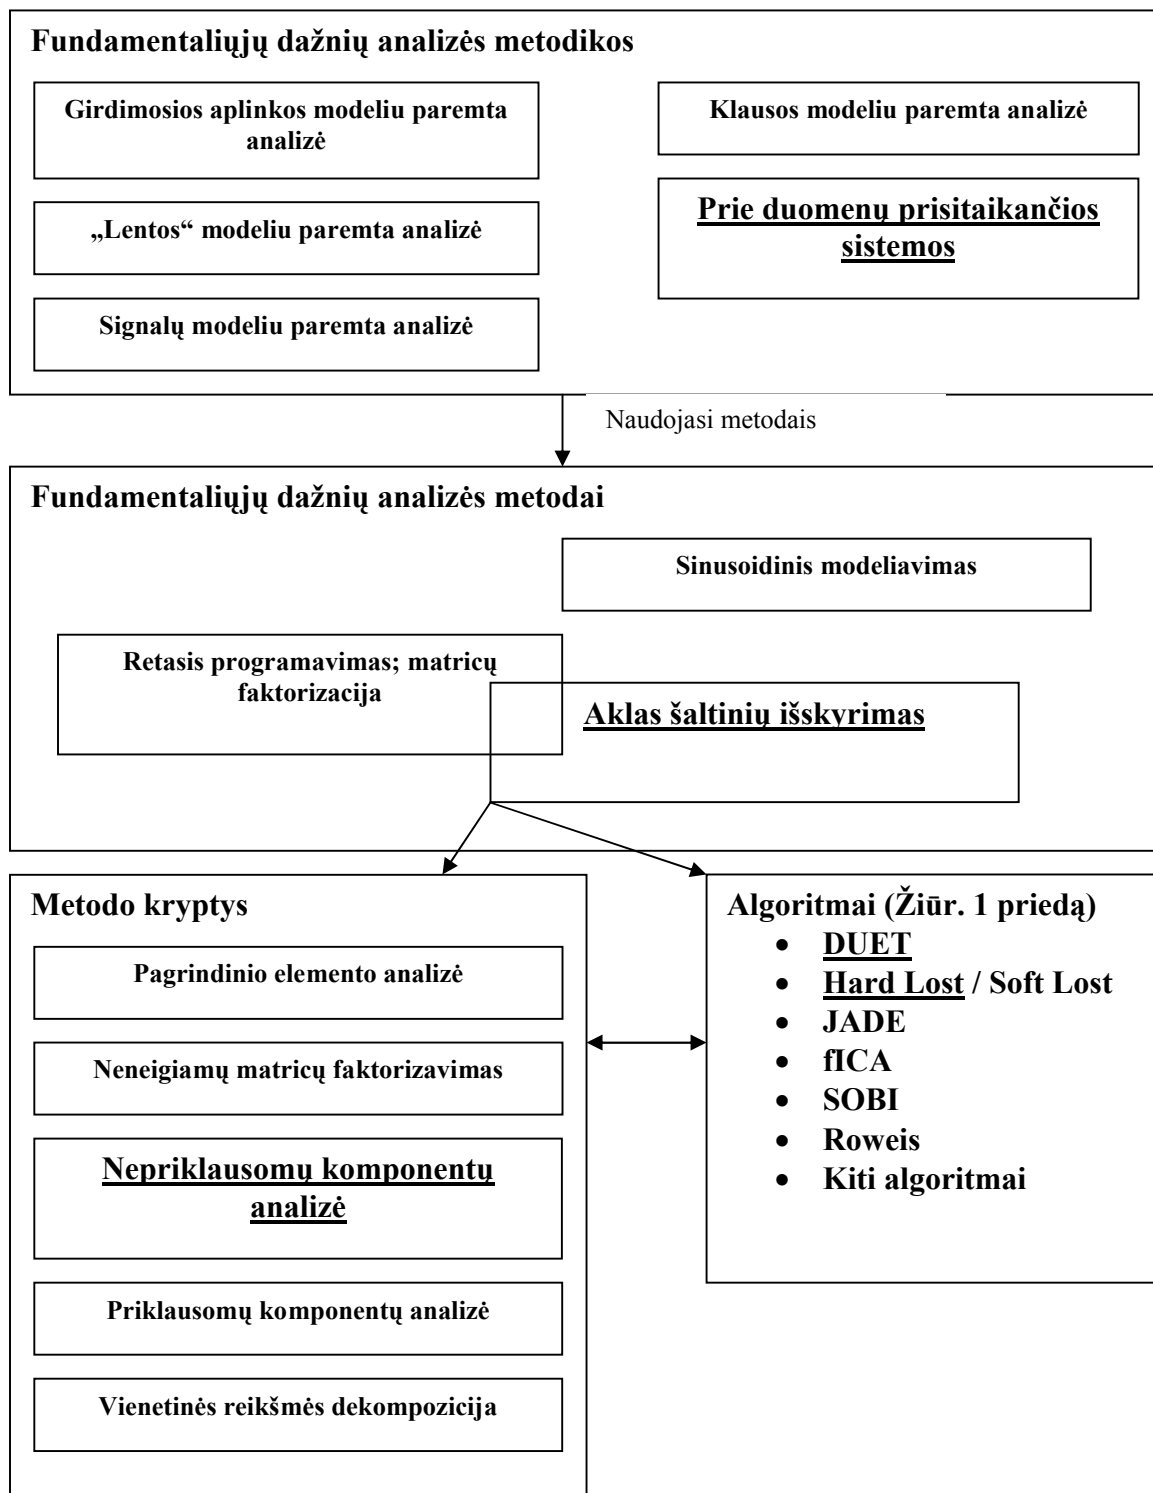 Fundamentaliųjų dažnių analizės metodikos
Girdimosios aplinkos modeliu paremta
analizė
„Lentos“ modeliu paremta analizė
Signalų modeliu paremta analizė
Klausos modeliu paremta analizė
Prie duomenų prisitaikančios
sistemos
Naudojasi metodais
Fundamentaliųjų dažnių analizės metodai
Sinusoidinis modeliavimas
Retasis programavimas; matricų
faktorizacija
Aklas šaltinių išskyrimas
Metodo kryptys
Pagrindinio elemento analizė
Neneigiamų matricų faktorizavimas
Nepriklausomų komponentų
analizė
Priklausomų komponentų analizė
Vienetinės reikšmės dekompozicija
Algoritmai (Žiūr. 1 priedą)
• DUET
• Hard Lost / Soft Lost
• JADE
• fICA
• SOBI
• Roweis
• Kiti algoritmai